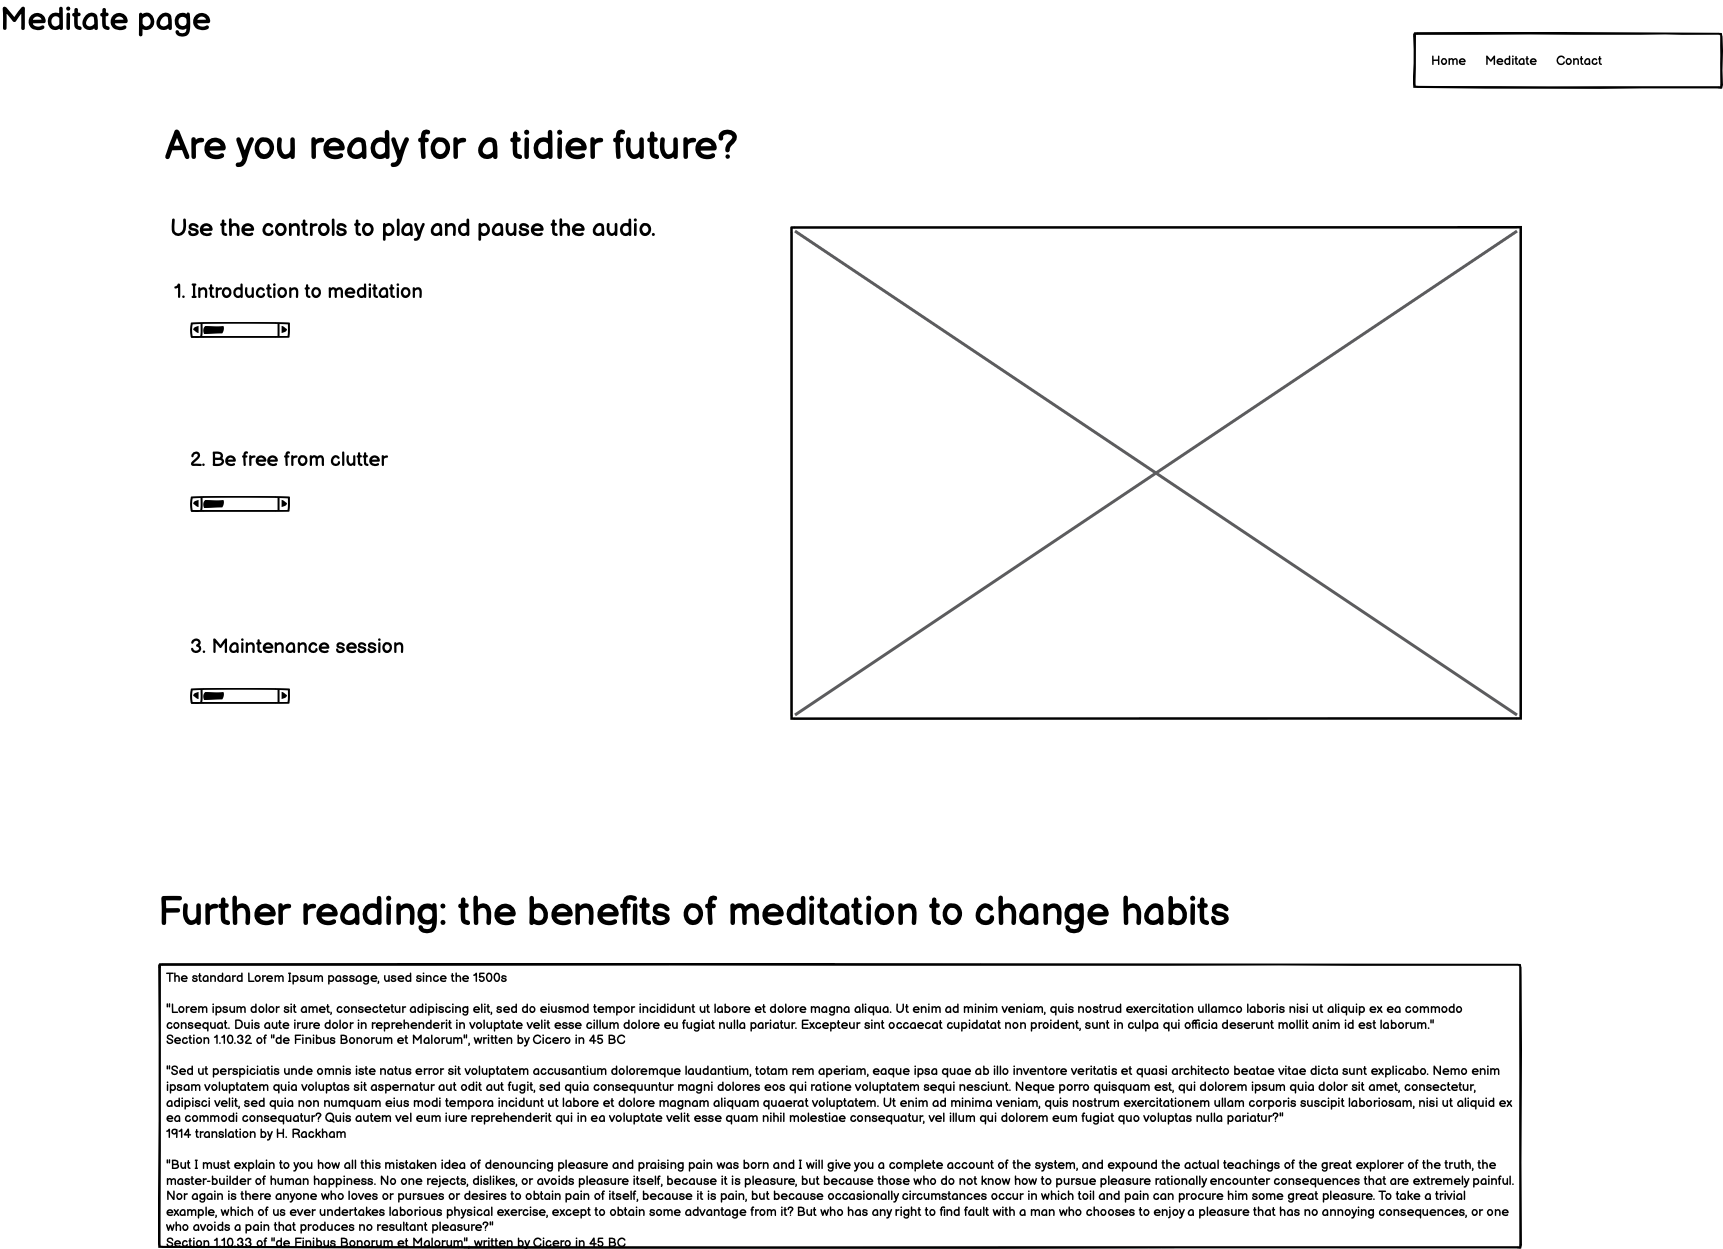 Meditate page
Home Meditate Contact
Are you ready for a tidier future?
Use the controls to play and pause the audio.
1. Introduction to meditation
2. Be free from clutter
3. Maintenance session
Further reading: the benefits of meditation to change habits
The standard Lorem Ipsum passage, used since the 1500s
"Lorem ipsum dolor sit amet, consectetur adipiscing elit, sed do eiusmod tempor incididunt ut labore et dolore magna aliqua. Ut enim ad minim veniam, quis nostrud exercitation ullamco laboris nisi ut aliquip ex ea commodo
consequat. Duis aute irure dolor in reprehenderit in voluptate velit esse cillum dolore eu fugiat nulla pariatur. Excepteur sint occaecat cupidatat non proident, sunt in culpa qui officia deserunt mollit anim id est laborum."
Section 1.10.32 of "de Finibus Bonorum et Malorum", written by Cicero in 45 BC
"Sed ut perspiciatis unde omnis iste natus error sit voluptatem accusantium doloremque laudantium, totam rem aperiam, eaque ipsa quae ab illo inventore veritatis et quasi architecto beatae vitae dicta sunt explicabo. Nemo enim
ipsam voluptatem quia voluptas sit aspernatur aut odit aut fugit, sed quia consequuntur magni dolores eos qui ratione voluptatem sequi nesciunt. Neque porro quisquam est, qui dolorem ipsum quia dolor sit amet, consectetur,
adipisci velit, sed quia non numquam eius modi tempora incidunt ut labore et dolore magnam aliquam quaerat voluptatem. Ut enim ad minima veniam, quis nostrum exercitationem ullam corporis suscipit laboriosam, nisi ut aliquid ex
ea commodi consequatur? Quis autem vel eum iure reprehenderit qui in ea voluptate velit esse quam nihil molestiae consequatur, vel illum qui dolorem eum fugiat quo voluptas nulla pariatur?"
1914 translation by H. Rackham
"But I must explain to you how all this mistaken idea of denouncing pleasure and praising pain was born and I will give you a complete account of the system, and expound the actual teachings of the great explorer of the truth, the
master-builder of human happiness. No one rejects, dislikes, or avoids pleasure itself, because it is pleasure, but because those who do not know how to pursue pleasure rationally encounter consequences that are extremely painful.
Nor again is there anyone who loves or pursues or desires to obtain pain of itself, because it is pain, but because occasionally circumstances occur in which toil and pain can procure him some great pleasure. To take a trivial
example, which of us ever undertakes laborious physical exercise, except to obtain some advantage from it? But who has any right to find fault with a man who chooses to enjoy a pleasure that has no annoying consequences, or one
who avoids a pain that produces no resultant pleasure?"
Section 1.10.33 of "de Finibus Bonorum et Malorum", written by Cicero in 45 BC